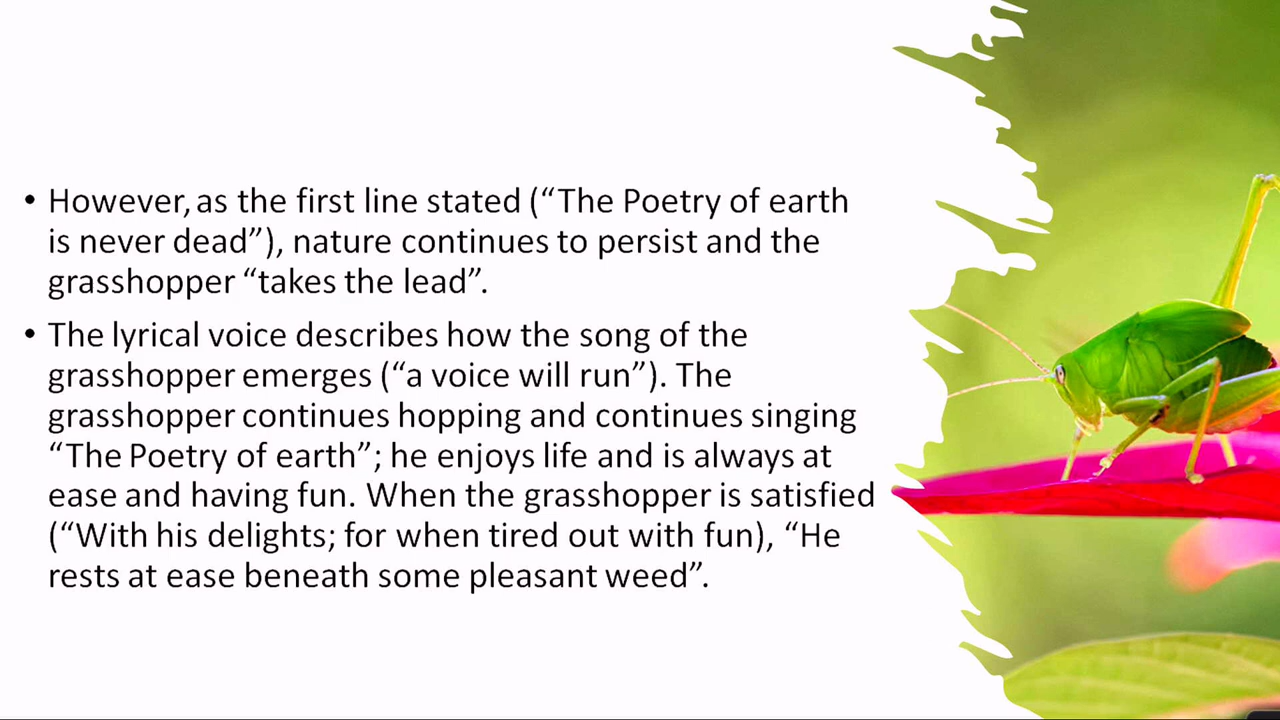 • However, as the first line stated (“The Poetry of earth
is never dead”), nature continues to persist and the
grasshopper “takes the lead”.
• The lyrical voice describes how the song of the
grasshopper emerges (“a voice will run”). The
grasshopper continues hopping and continues singing
“The Poetry of earth”; he enjoys life and is always at
ease and having fun. When the grasshopper is satisfied
(“With his delights; for when tired out with fun), “He
rests at ease beneath some pleasant weed”.